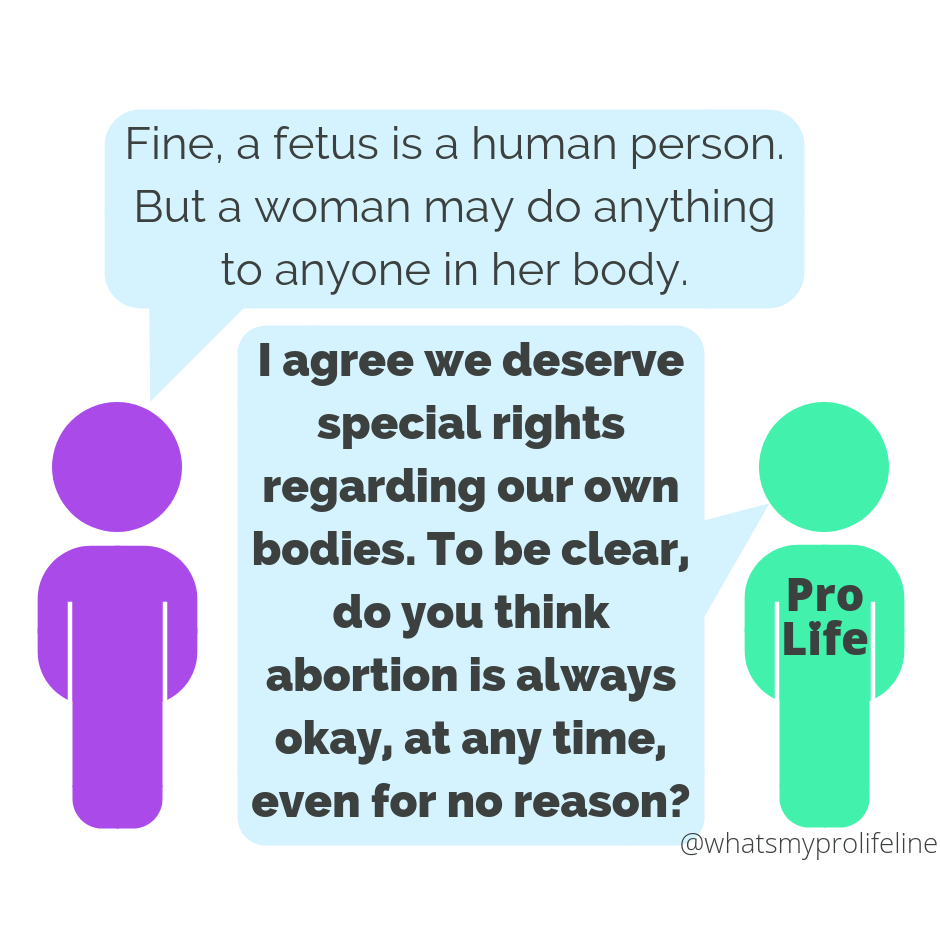 Fine, a fetus is a human person.
But a woman may do anything
to anyone in her body.
I agree we deserve
special rights
regarding our own
bodies. To be clear,
do you think
abortion is always
okay, at any time,
even for no reason?
Pro
Life
@whatsmyprolifeline